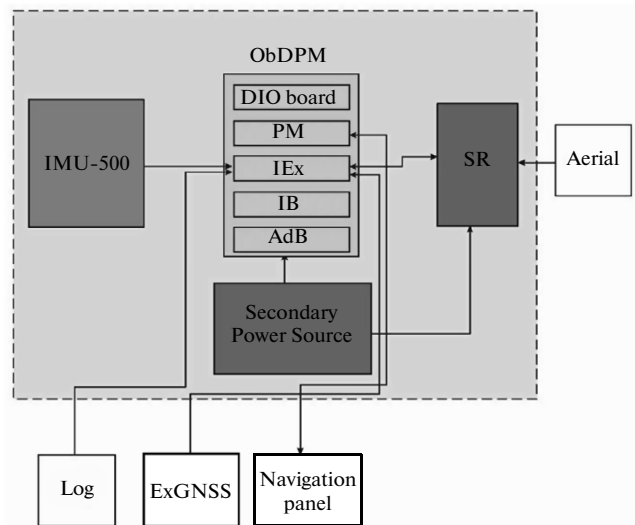 ObDPM
DIO board
PM
IEx
IB
AdB
IMU-500
SR
Aerial
Secondary
Power Source
Log
ExGNSS
Navigation
panel